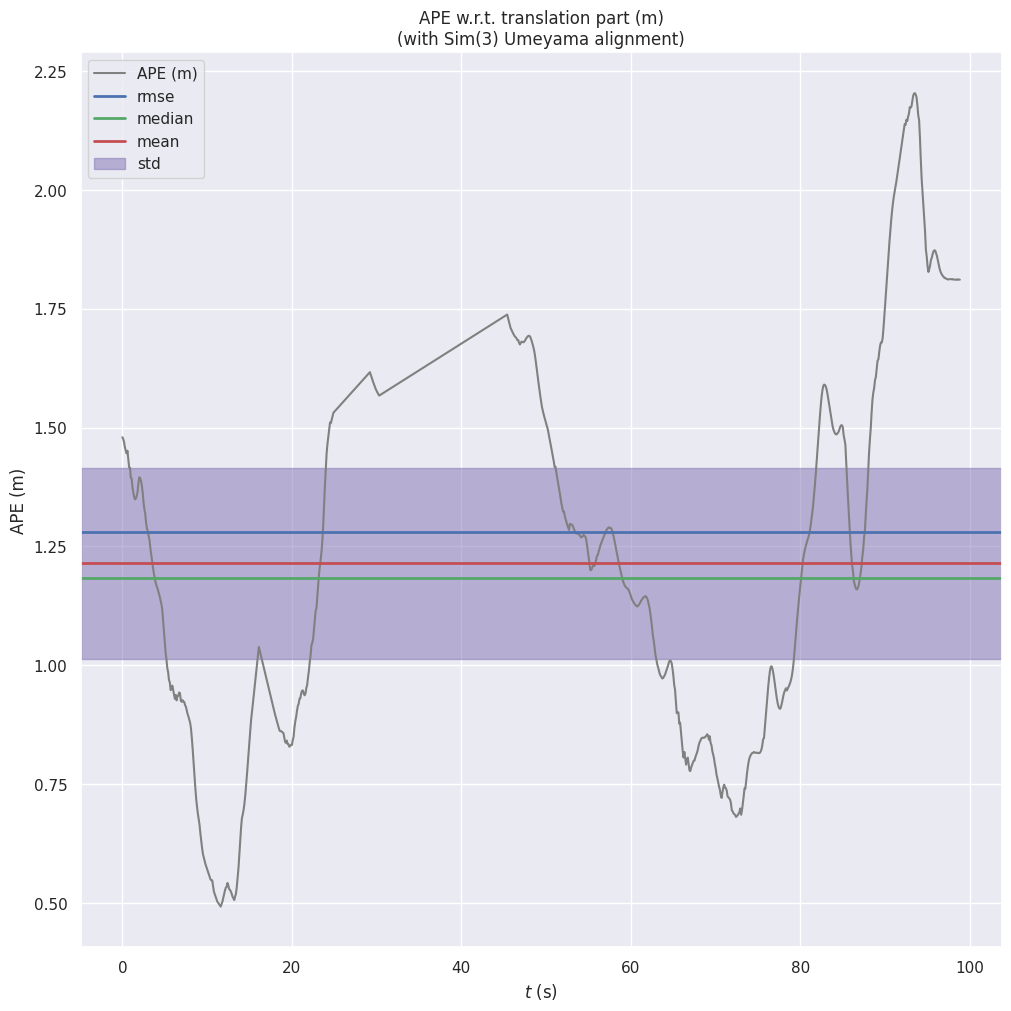 APE w.r.t. translation part (m)
(with Sim(3) Umeyama alignment)
APE (m)
rmse
median
mean
std
2.25
2.00
1.75
1.50
1.25
1.00
0.75
0.50
APE (m)
0 20 40 60 80 100
t (s)